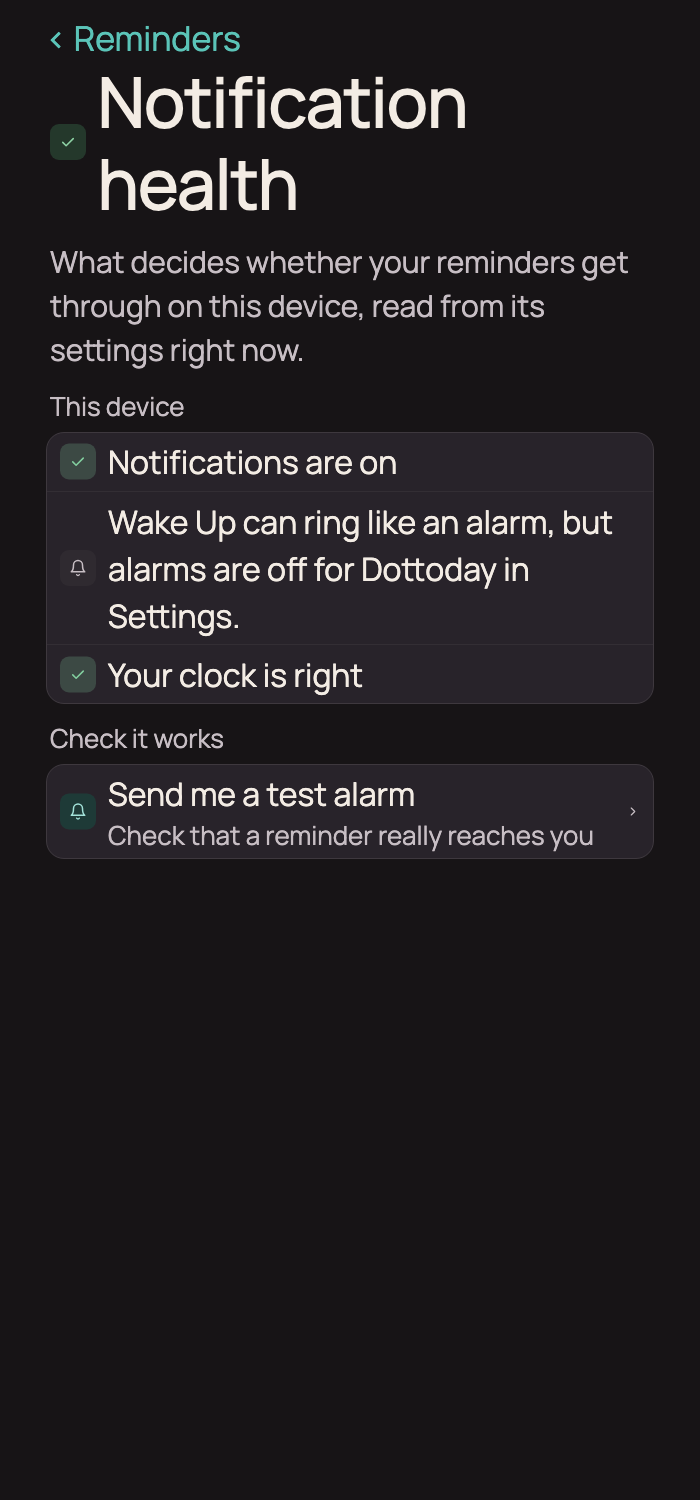 Reminders
Notification
health
What decides whether your reminders get
through on this device, read from its
settings right now.
This device
Notifications are on
Wake Up can ring like an alarm, but
alarms are off for Dottoday in
Settings.
Your clock is right
Check it works
Send me a test alarm
Check that a reminder really reaches you